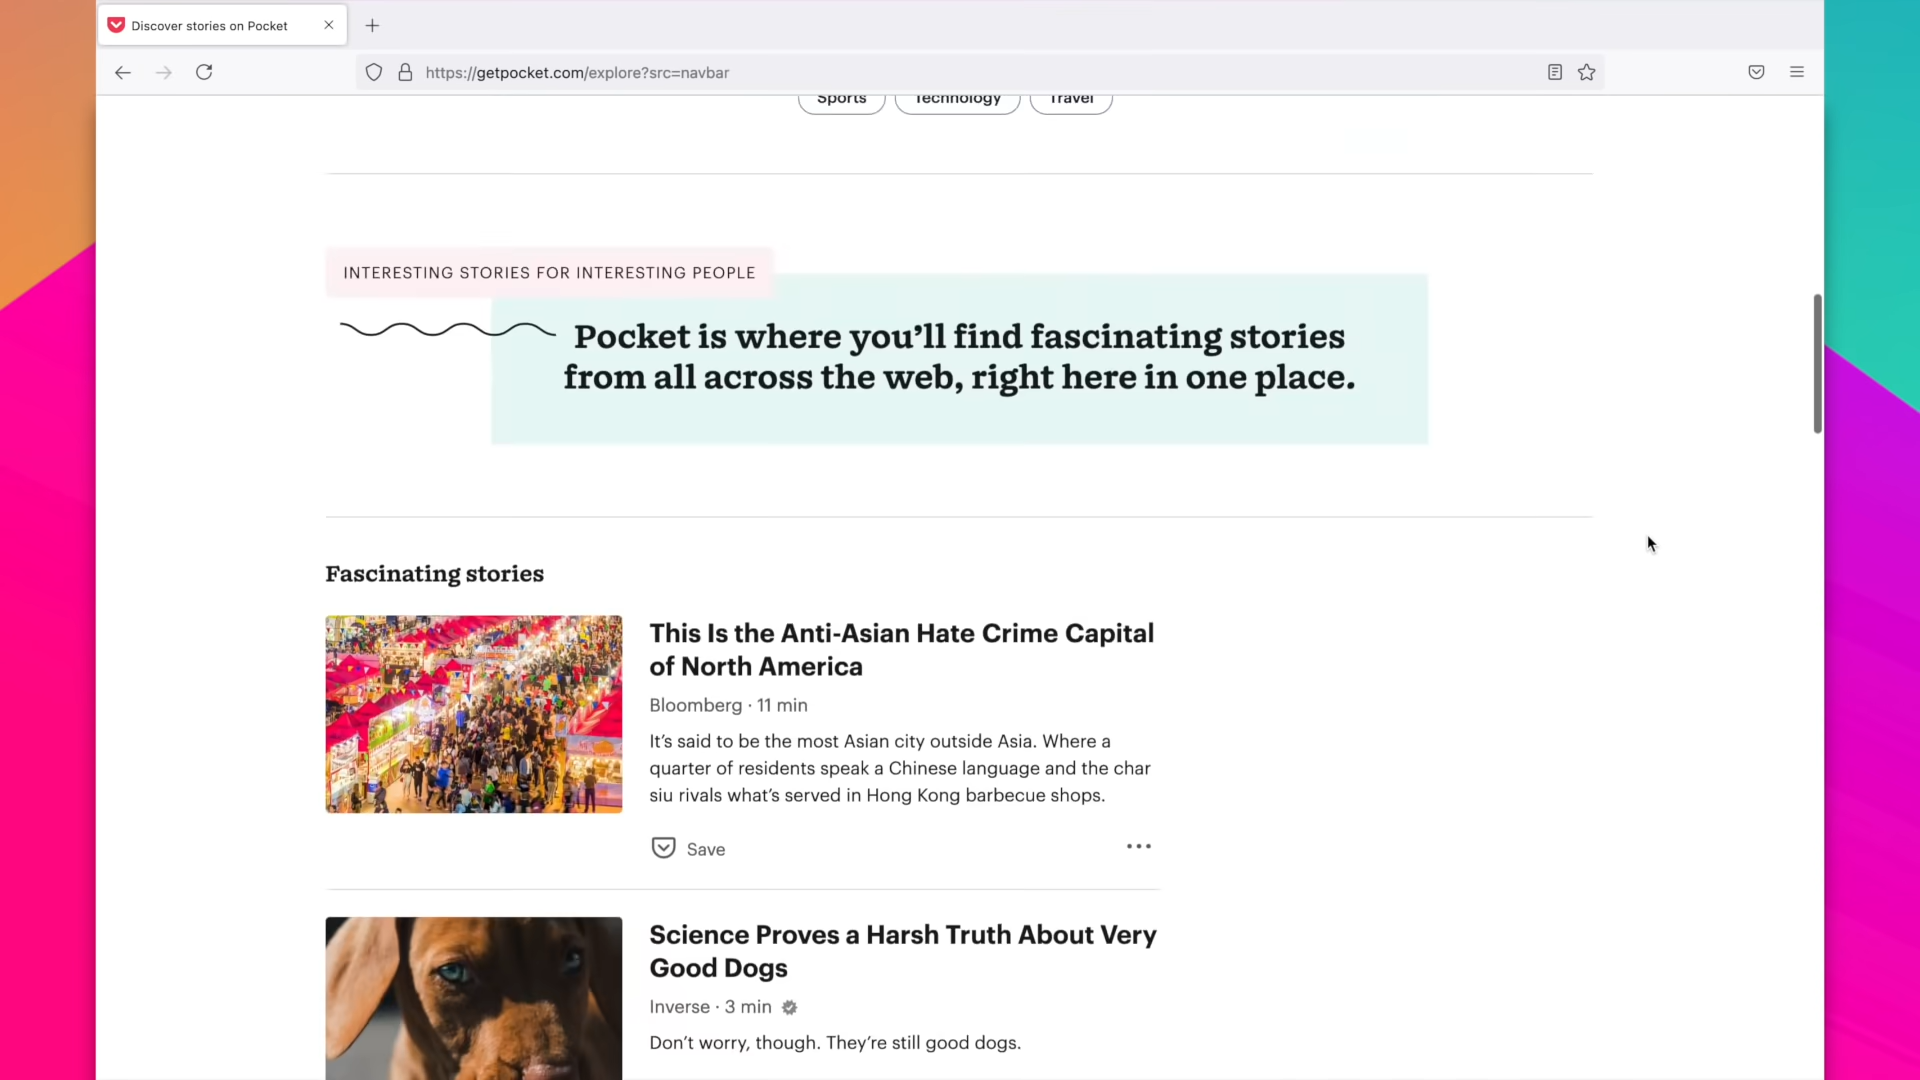 Discover stories on Pocket
https://getpocket.com/explore?src=navbar
Sports Technology Travel
INTERESTING STORIES FOR INTERESTING PEOPLE
Pocket is where you’ll find fascinating stories
from all across the web, right here in one place.
Fascinating stories
This Is the Anti-Asian Hate Crime Capital
of North America
Bloomberg · 11 min
It’s said to be the most Asian city outside Asia. Where a
quarter of residents speak a Chinese language and the char
siu rivals what’s served in Hong Kong barbecue shops.
Save
Science Proves a Harsh Truth About Very
Good Dogs
Inverse · 3 min
Don’t worry, though. They’re still good dogs.